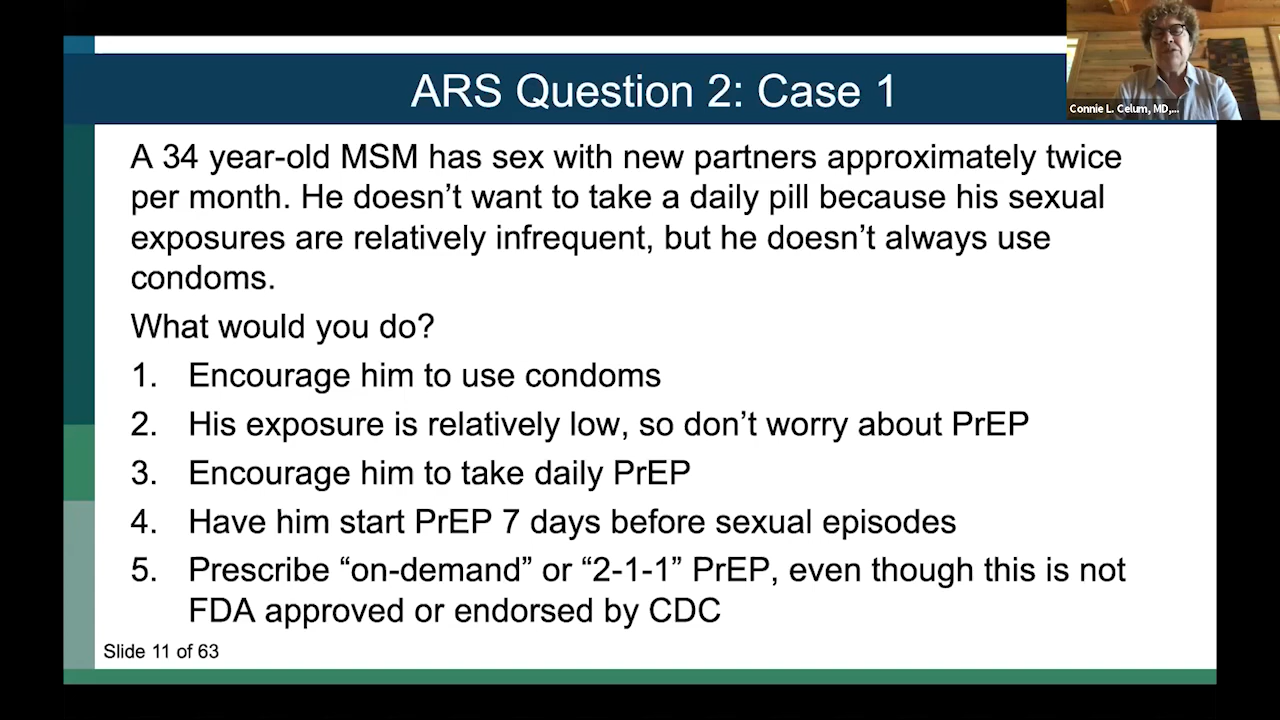 ARS Question 2: Case 1
Connie L. Celum, MD,...
A 34 year-old MSM has sex with new partners approximately twice
per month. He doesn’t want to take a daily pill because his sexual
exposures are relatively infrequent, but he doesn’t always use
condoms.
What would you do?
1. Encourage him to use condoms
2. His exposure is relatively low, so don’t worry about PrEP
3. Encourage him to take daily PrEP
4. Have him start PrEP 7 days before sexual episodes
5. Prescribe “on-demand” or “2-1-1” PrEP, even though this is not
FDA approved or endorsed by CDC
Slide 11 of 63